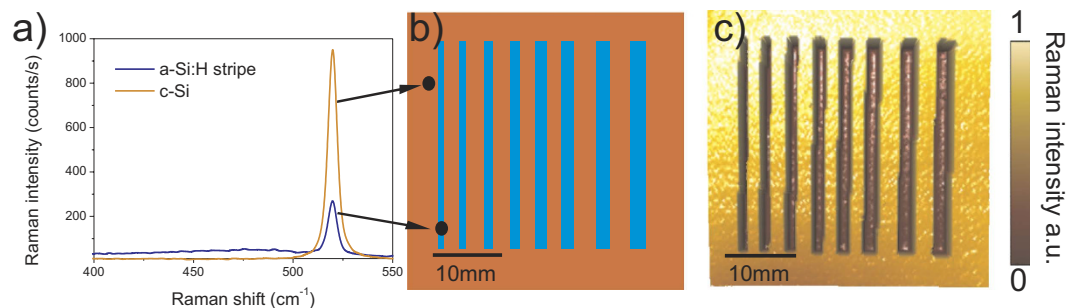 a)
Raman intensity (counts/s)
1000
800
600
400
200
400
450
500
550
Raman shift (cm⁻¹)
a-Si:H stripe
c-Si
b)
10mm
c)
10mm
1
0
Raman intensity a.u.